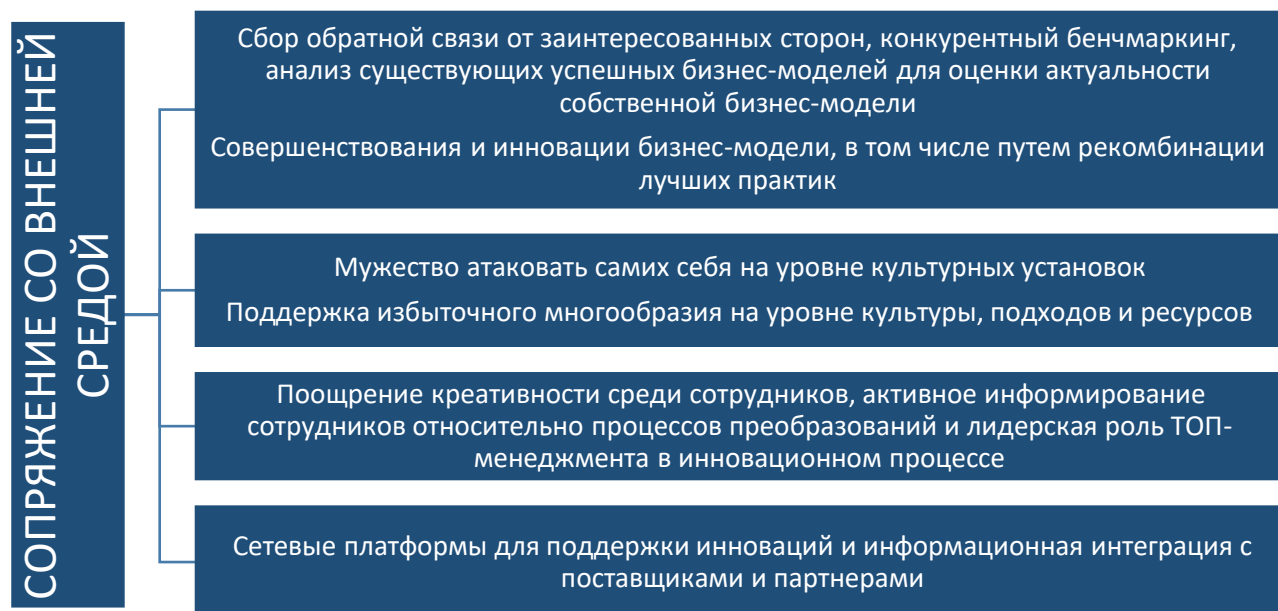 СОПРЯЖЕНИЕ СО ВНЕШНЕЙ
СРЕДОЙ
Сбор обратной связи от заинтересованных сторон, конкурентный бенчмаркинг,
анализ существующих успешных бизнес-моделей для оценки актуальности
собственной бизнес-модели
Совершенствования и инновации бизнес-модели, в том числе путем рекомбинации
лучших практик
Мужество атаковать самих себя на уровне культурных установок
Поддержка избыточного многообразия на уровне культуры, подходов и ресурсов
Поощрение креативности среди сотрудников, активное информирование
сотрудников относительно процессов преобразований и лидерская роль ТОП-
менеджмента в инновационном процессе
Сетевые платформы для поддержки инноваций и информационная интеграция с
поставщиками и партнерами